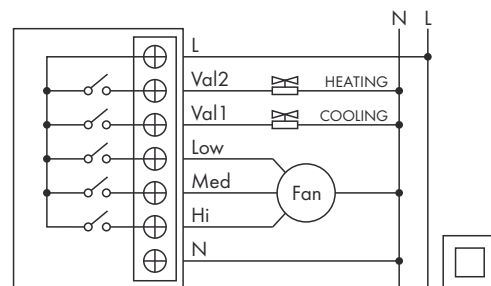 N L
L
Val2 HEATING
Val1 COOLING
Low
Med Fan
Hi
N